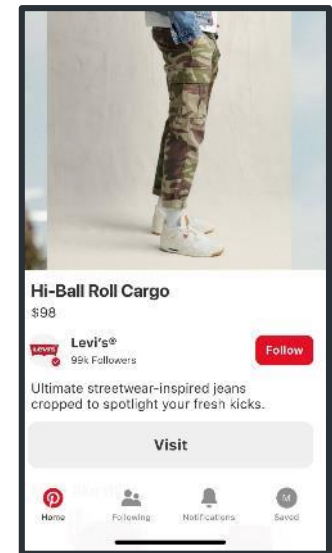 Hi-Ball Roll Cargo
$98
Levi's
Levi's®
99k Followers
Follow
Ultimate streetwear-inspired jeans
cropped to spotlight your fresh kicks.
Visit
Home
Following
Notifications
M
Saved